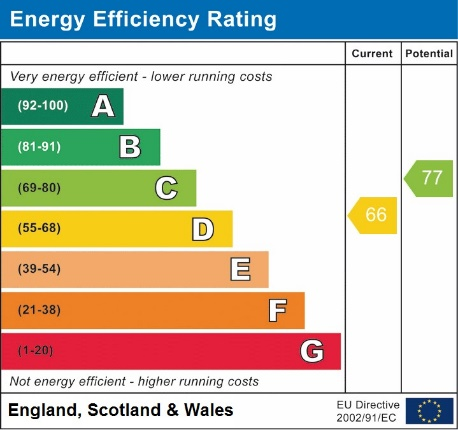 Energy Efficiency Rating
Current Potential
Very energy efficient - lower running costs
(92-100) A
(81-91) B
(69-80) C
77
(55-68) D
66
(39-54) E
(21-38) F
(1-20) G
Not energy efficient - higher running costs
England, Scotland & Wales
EU Directive
2002/91/EC